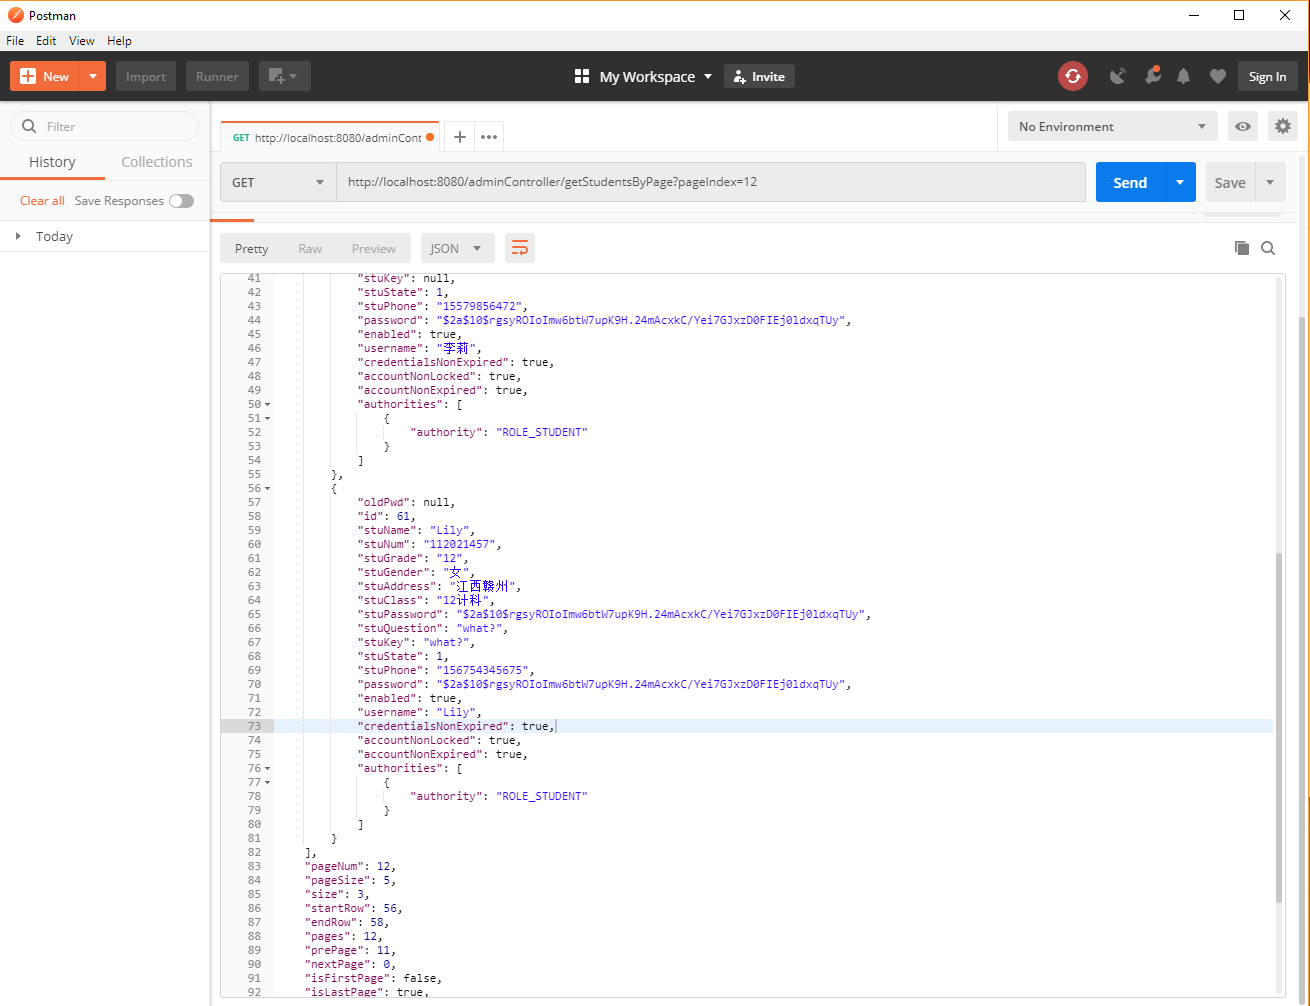 Postman
File Edit View Help
New Import Runner My Workspace Invite Sign In
Filter
History Collections
Clear all Save Responses
Today
GET http://localhost:8080/adminCont
No Environment
GET http://localhost:8080/adminController/getStudentsByPage?pageIndex=12 Send Save
Pretty Raw Preview JSON
41 "stuKey": null,
42 "stuState": 1,
43 "stuPhone": "15579856472",
44 "password": "$2a$10$rgsyROIoImw6btW7upK9H.24mAcxkC/Yei7GJxzD0FIEj0ldxqTUy",
45 "enabled": true,
46 "username": "李莉",
47 "credentialsNonExpired": true,
48 "accountNonLocked": true,
49 "accountNonExpired": true,
50 "authorities": [
51 {
52 "authority": "ROLE_STUDENT"
53 }
54 ]
55 },
56 {
57 "oldPwd": null,
58 "id": 61,
59 "stuName": "Lily",
60 "stuNum": "112021457",
61 "stuGrade": "12",
62 "stuGender": "女",
63 "stuAddress": "江西赣州",
64 "stuClass": "12计科",
65 "stuPassword": "$2a$10$rgsyROIoImw6btW7upK9H.24mAcxkC/Yei7GJxzD0FIEj0ldxqTUy",
66 "stuQuestion": "what?",
67 "stuKey": "what?",
68 "stuState": 1,
69 "stuPhone": "156754345675",
70 "password": "$2a$10$rgsyROIoImw6btW7upK9H.24mAcxkC/Yei7GJxzD0FIEj0ldxqTUy",
71 "enabled": true,
72 "username": "Lily",
73 "credentialsNonExpired": true,
74 "accountNonLocked": true,
75 "accountNonExpired": true,
76 "authorities": [
77 {
78 "authority": "ROLE_STUDENT"
79 }
80 ]
81 }
82 ],
83 "pageNum": 12,
84 "pageSize": 5,
85 "size": 3,
86 "startRow": 56,
87 "endRow": 58,
88 "pages": 12,
89 "prePage": 11,
90 "nextPage": 0,
91 "isFirstPage": false,
92 "isLastPage": true,